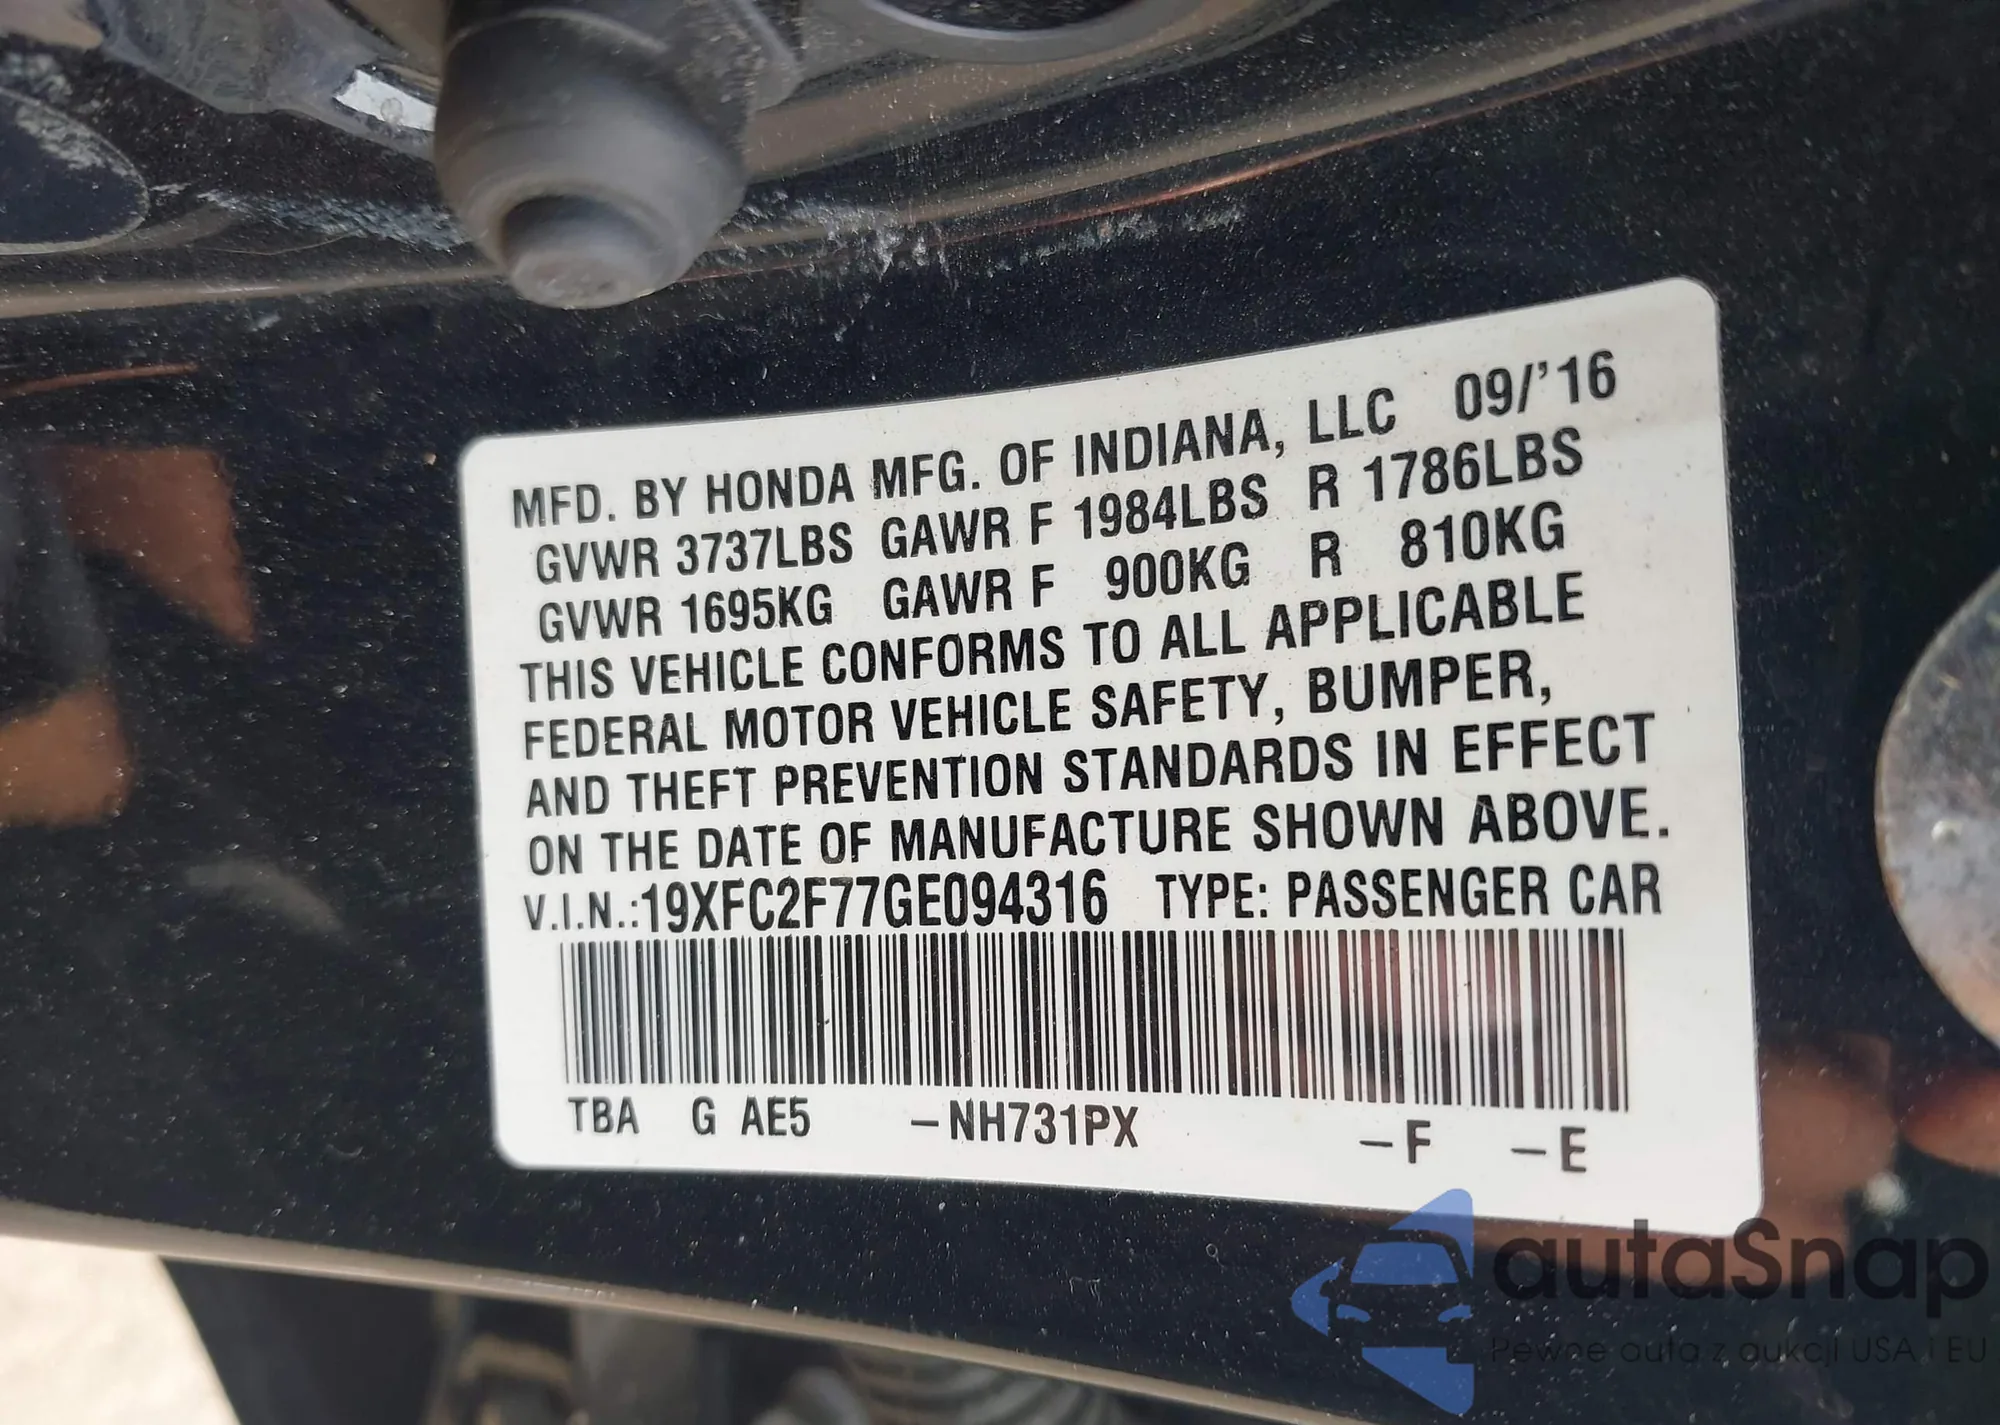 MFD. BY HONDA MFG. OF INDIANA, LLC 09/'16
GVWR 3737LBS GAWR F 1984LBS R 1786LBS
GVWR 1695KG GAWR F 900KG R 810KG
THIS VEHICLE CONFORMS TO ALL APPLICABLE
FEDERAL MOTOR VEHICLE SAFETY, BUMPER,
AND THEFT PREVENTION STANDARDS IN EFFECT
ON THE DATE OF MANUFACTURE SHOWN ABOVE.
V.I.N.:19XFC2F77GE094316 TYPE: PASSENGER CAR
TBA G AE5 –NH731PX –F –E
autaSnap
Pewne auta z aukcji USA i EU